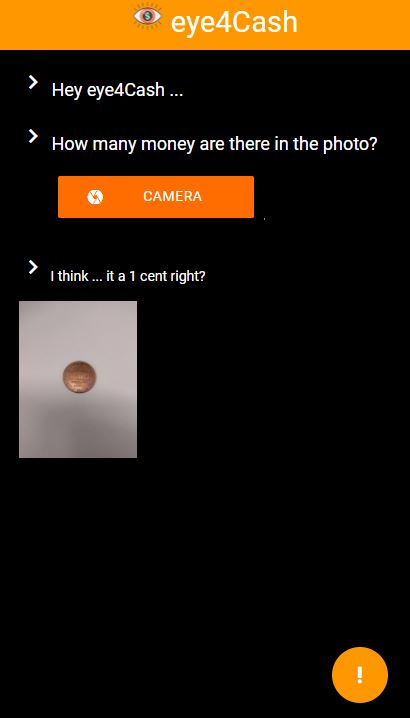 eye4Cash
Hey eye4Cash ...
How many money are there in the photo?
CAMERA
I think ... it a 1 cent right?
!